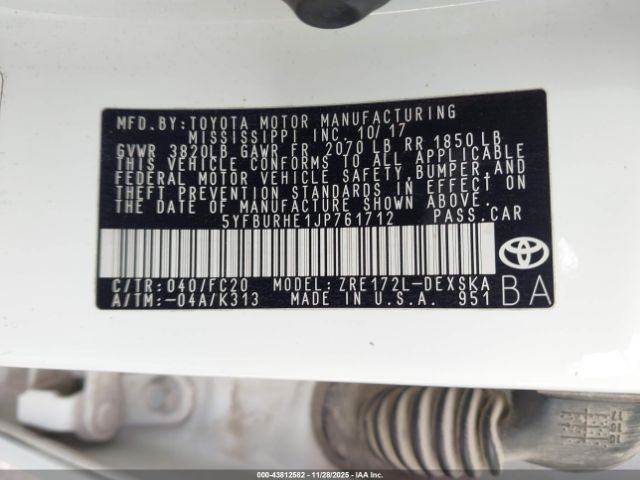 MFD.BY:TOYOTA MOTOR MANUFACTURING
MISSISSIPPI INC. 10/17
GVWR 3820LB GAWR FR 2070 LB RR 1850 LB
THIS VEHICLE CONFORMS TO ALL APPLICABLE
FEDERAL MOTOR VEHICLE SAFETY, BUMPER, AND
THEFT PREVENTION STANDARDS IN EFFECT ON
THE DATE OF MANUFACTURE SHOWN ABOVE.
5YFBURHE1JP761712 PASS.CAR
C/TR:040/FC20 ZRE172L-DEXSKA
A/TM:-04A/K313 MADE IN U.S.A. 951
BA
000-43812582 | 11/28/2025 | IAAI.COM